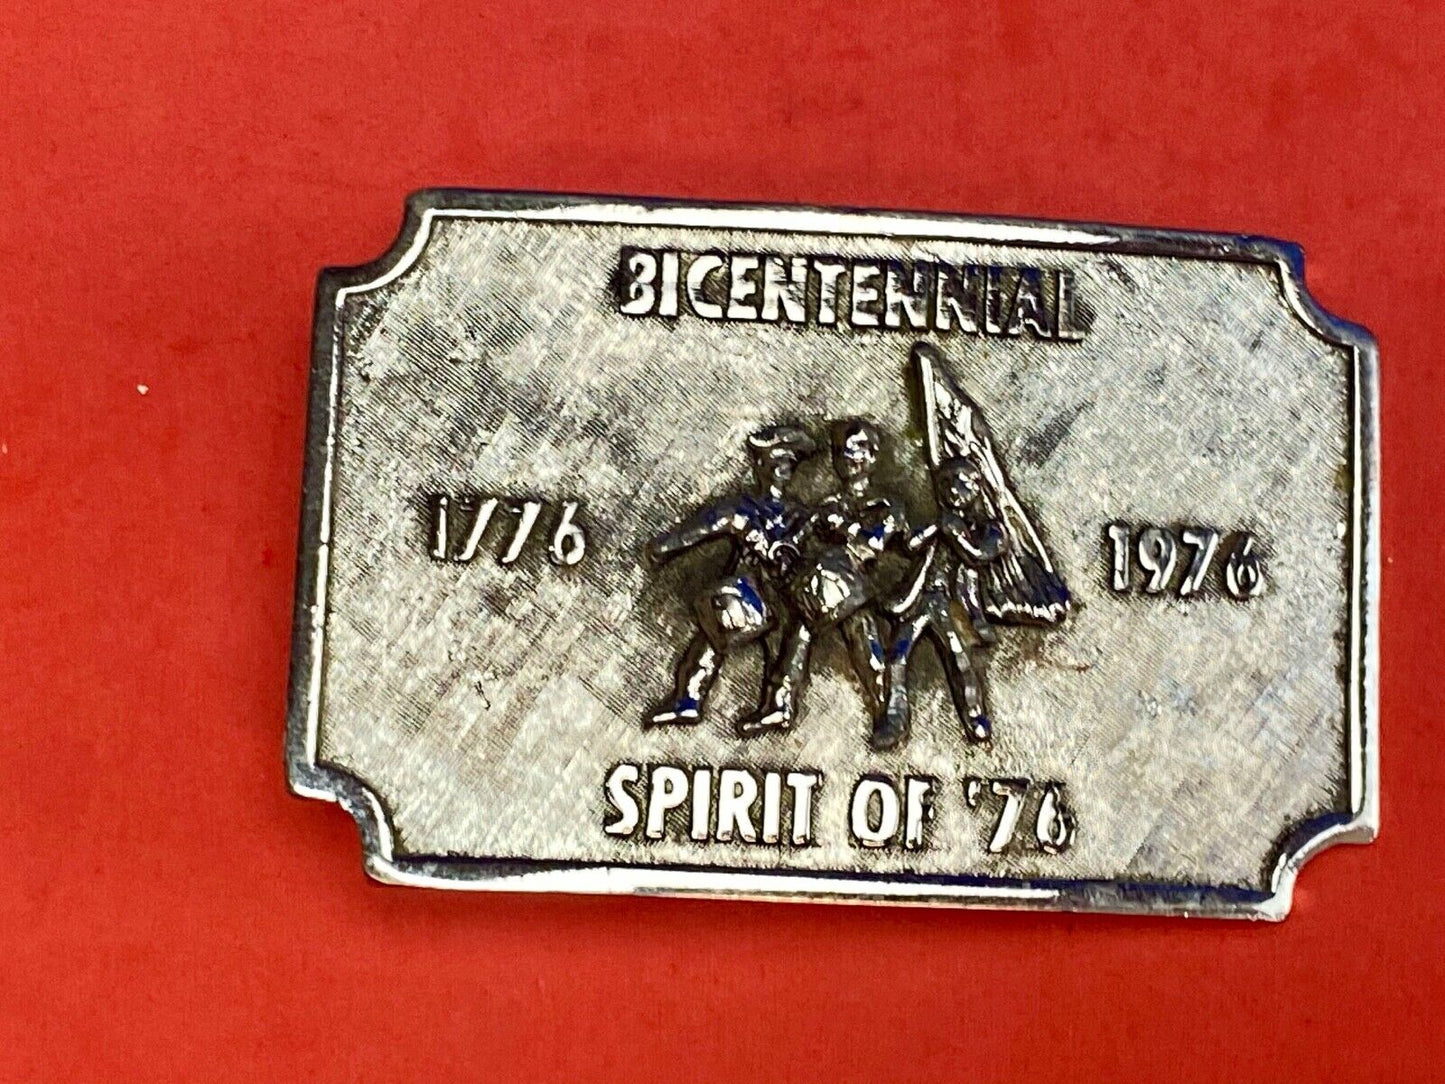 BICENTENNIAL
1776 1976
SPIRIT OF '76